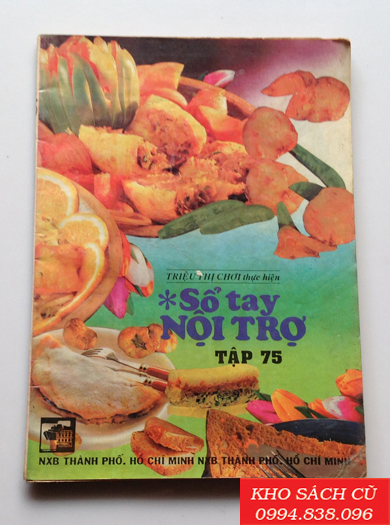 TRIỆU THỊ CHƠI thực hiện
*Sổ tay
NỘI TRỢ
TẬP 75
NXB THÀNH PHỐ. HỒ CHÍ MINH NXB THÀNH PHỐ. HỒ CHÍ MINH
KHO SÁCH CŨ
0994.838.096